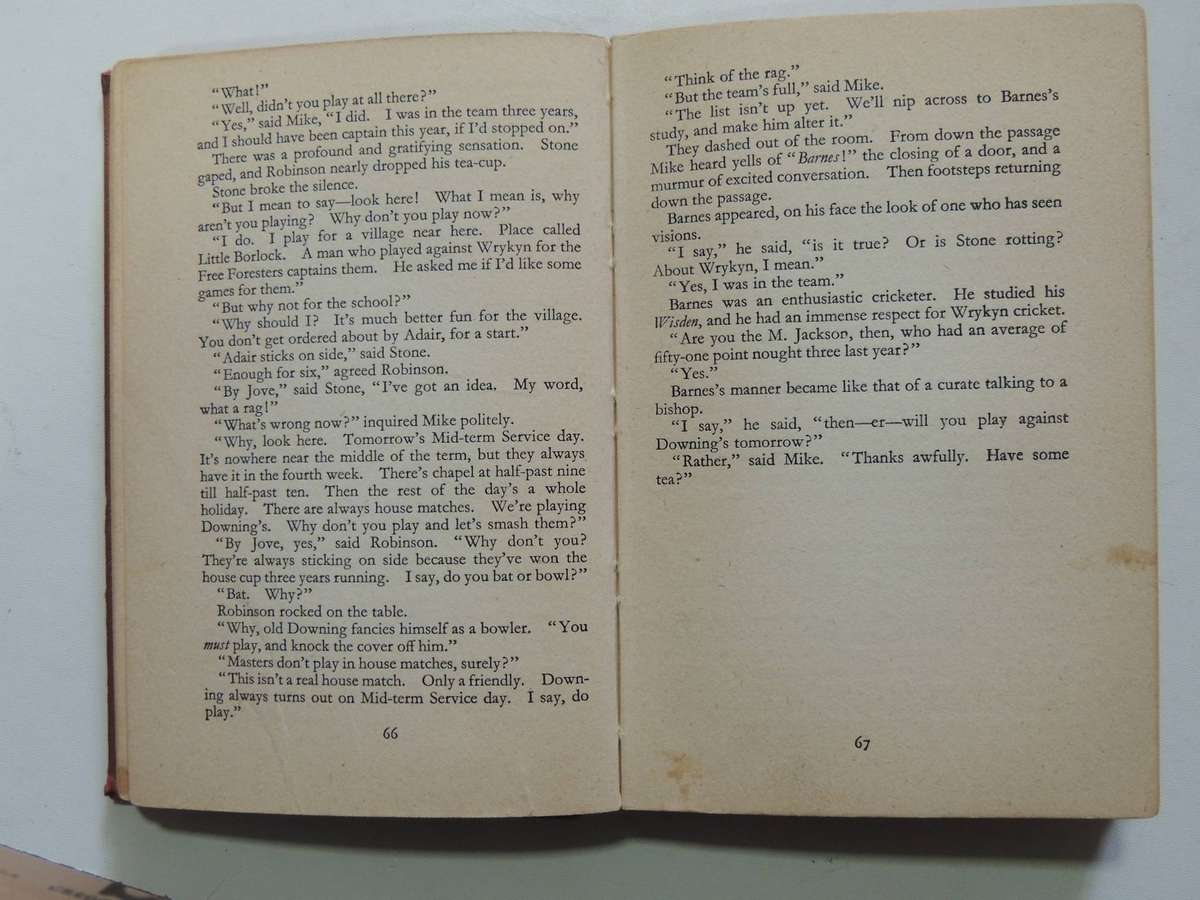 “What!”
“Well, didn’t you play at all there?”
“Yes,” said Mike, “I did. I was in the team three years,
and I should have been captain this year, if I’d stopped on.”
There was a profound and gratifying sensation. Stone
gaped, and Robinson nearly dropped his tea-cup.
Stone broke the silence.
“But I mean to say—look here! What I mean is, why
aren’t you playing? Why don’t you play now?”
“I do. I play for a village near here. Place called
Little Borlock. A man who played against Wrykyn for the
Free Foresters captains them. He asked me if I’d like some
games for them.”
“But why not for the school?”
“Why should I? It’s much better fun for the village.
You don’t get ordered about by Adair, for a start.”
“Adair sticks on side,” said Stone.
“Enough for six,” agreed Robinson.
“By Jove,” said Stone, “I’ve got an idea. My word,
what a rag!”
“What’s wrong now?” inquired Mike politely.
“Why, look here. Tomorrow’s Mid-term Service day.
It’s nowhere near the middle of the term, but they always
have it in the fourth week. There’s chapel at half-past nine
till half-past ten. Then the rest of the day’s a whole
holiday. There are always house matches. We’re playing
Downing’s. Why don’t you play and let’s smash them?”
“By Jove, yes,” said Robinson. “Why don’t you?
They’re always sticking on side because they’ve won the
house cup three years running. I say, do you bat or bowl?”
“Bat. Why?”
Robinson rocked on the table.
“Why, old Downing fancies himself as a bowler. “You
must play, and knock the cover off him.”
“Masters don’t play in house matches, surely?”
“This isn’t a real house match. Only a friendly. Down-
ing always turns out on Mid-term Service day. I say, do
play.”
66
“Think of the rag.”
“But the team’s full,” said Mike.
“The list isn’t up yet. We’ll nip across to Barnes’s
study, and make him alter it.”
They dashed out of the room. From down the passage
Mike heard yells of “Barnes!” the closing of a door, and a
murmur of excited conversation. Then footsteps returning
down the passage.
Barnes appeared, on his face the look of one who has seen
visions.
“I say,” he said, “is it true? Or is Stone rotting?
About Wrykyn, I mean.”
“Yes, I was in the team.”
Barnes was an enthusiastic cricketer. He studied his
Wisden, and he had an immense respect for Wrykyn cricket.
“Are you the M. Jackson, then, who had an average of
fifty-one point nought three last year?”
“Yes.”
Barnes’s manner became like that of a curate talking to a
bishop.
“I say,” he said, “then—er—will you play against
Downing’s tomorrow?”
“Rather,” said Mike. “Thanks awfully. Have some
tea?”
67